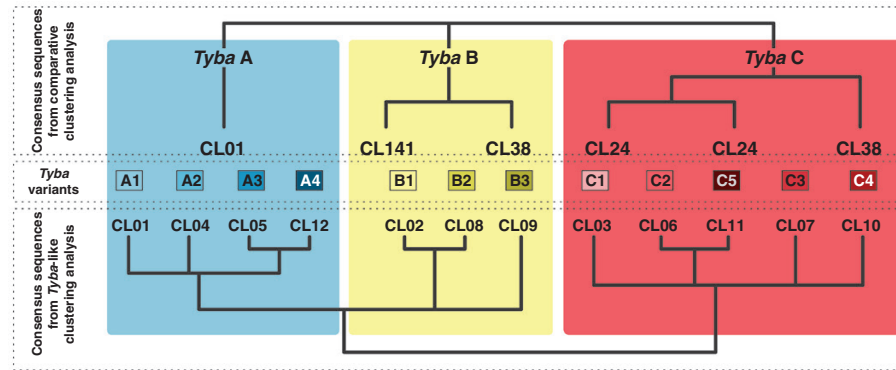 Consensus sequences
from comparative
clustering analysis
Tyba A
Tyba B
Tyba C
CL01
CL141
CL38
CL24
CL24
CL38
Tyba
variants
A1
A2
A3
A4
B1
B2
B3
C1
C2
C5
C3
C4
Consensus sequences
from Tyba-like
clustering analysis
CL01
CL04
CL05
CL12
CL02
CL08
CL09
CL03
CL06
CL11
CL07
CL10